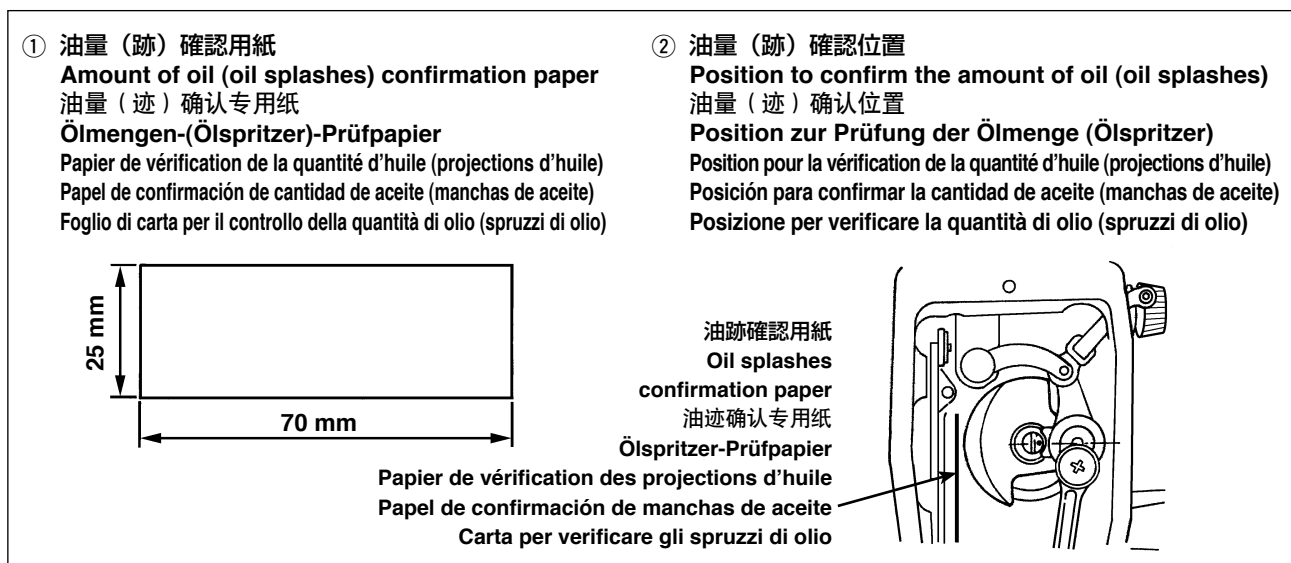 ① 油量（跡）確認用紙
Amount of oil (oil splashes) confirmation paper
油量（迹）确认专用纸
Ölmengen-(Ölspritzer)-Prüfpapier
Papier de vérification de la quantité d'huile (projections d'huile)
Papel de confirmación de cantidad de aceite (manchas de aceite)
Foglio di carta per il controllo della quantità di olio (spruzzi di olio)
25 mm
70 mm
② 油量（跡）確認位置
Position to confirm the amount of oil (oil splashes)
油量（迹）确认位置
Position zur Prüfung der Ölmenge (Ölspritzer)
Position pour la vérification de la quantité d'huile (projections d'huile)
Posición para confirmar la cantidad de aceite (manchas de aceite)
Posizione per verificare la quantità di olio (spruzzi di olio)
油跡確認用紙
Oil splashes
confirmation paper
油迹确认专用纸
Ölspritzer-Prüfpapier
Papier de vérification des projections d'huile
Papel de confirmación de manchas de aceite
Carta per verificare gli spruzzi di olio